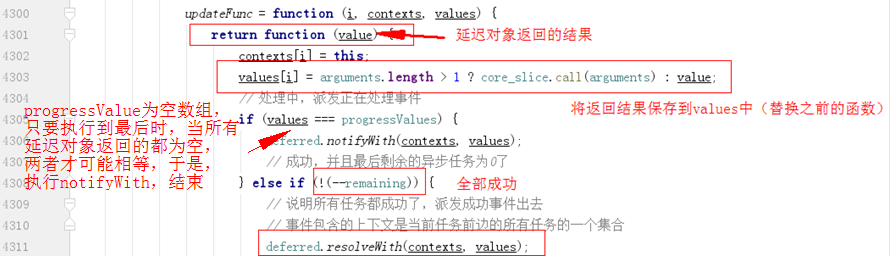 4300 updateFunc = function (i, contexts, values) {
4301 return function (value) { 延迟对象返回的结果
4302 contexts[i] = this;
4303 values[i] = arguments.length > 1 ? core_slice.call(arguments) : value;
4304 // 处理中，派发正在处理事件
将返回结果保存到values中（替换之前的函数）
4305 if (values === progressValues) {
4306 deferred.notifyWith(contexts, values);
4307 // 成功，并且最后剩余的异步任务为0了
4308 } else if (!(--remaining)) { 全部成功
4309 // 说明所有任务都成功了，派发成功事件出去
4310 // 事件包含的上下文是当前任务前边的所有任务的一个集合
4311 deferred.resolveWith(contexts, values);
progressValue为空数组，
只要执行到最后时，当所有
延迟对象返回的都为空，
两者才可能相等，于是，
执行notifyWith，结束